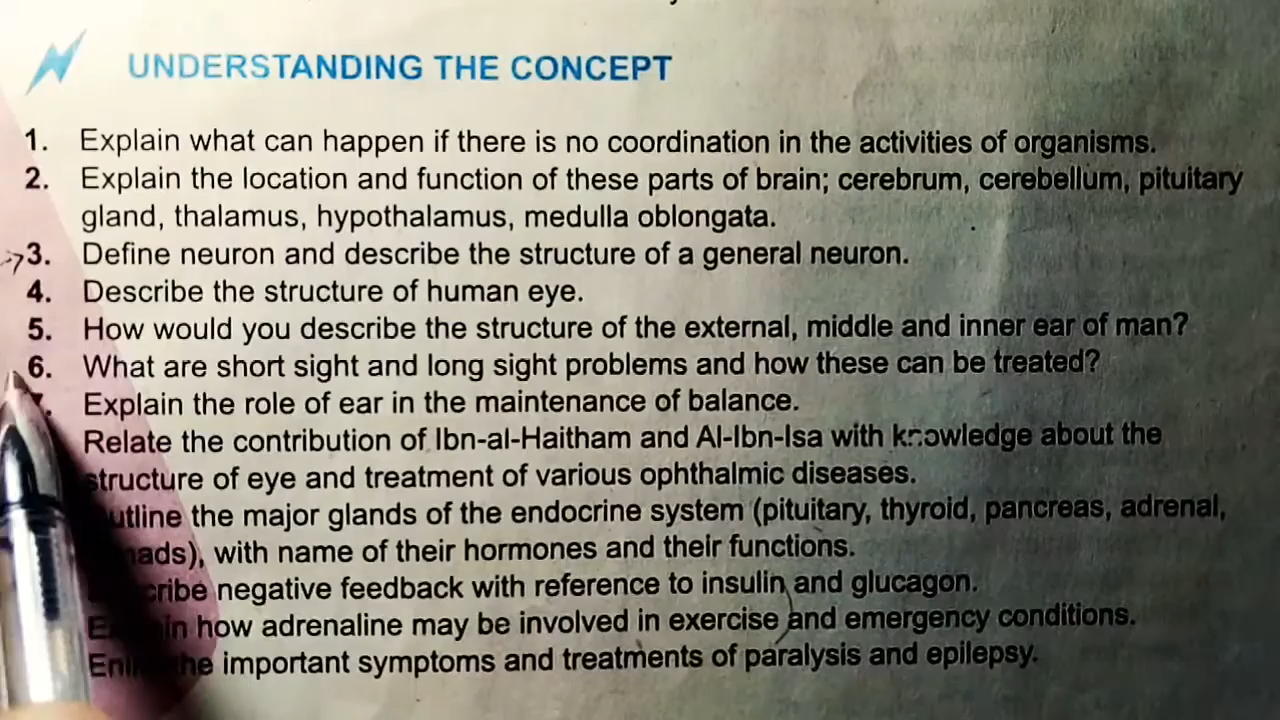 UNDERSTANDING THE CONCEPT
1. Explain what can happen if there is no coordination in the activities of organisms.
2. Explain the location and function of these parts of brain; cerebrum, cerebellum, pituitary
gland, thalamus, hypothalamus, medulla oblongata.
3. Define neuron and describe the structure of a general neuron.
4. Describe the structure of human eye.
5. How would you describe the structure of the external, middle and inner ear of man?
6. What are short sight and long sight problems and how these can be treated?
Explain the role of ear in the maintenance of balance.
Relate the contribution of Ibn-al-Haitham and Al-Ibn-Isa with knowledge about the
structure of eye and treatment of various ophthalmic diseases.
the major glands of the endocrine system (pituitary, thyroid, pancreas, adrenal,
with name of their hormones and their functions.
negative feedback with reference to insulin and glucagon.
how adrenaline may be involved in exercise and emergency conditions.
important symptoms and treatments of paralysis and epilepsy.